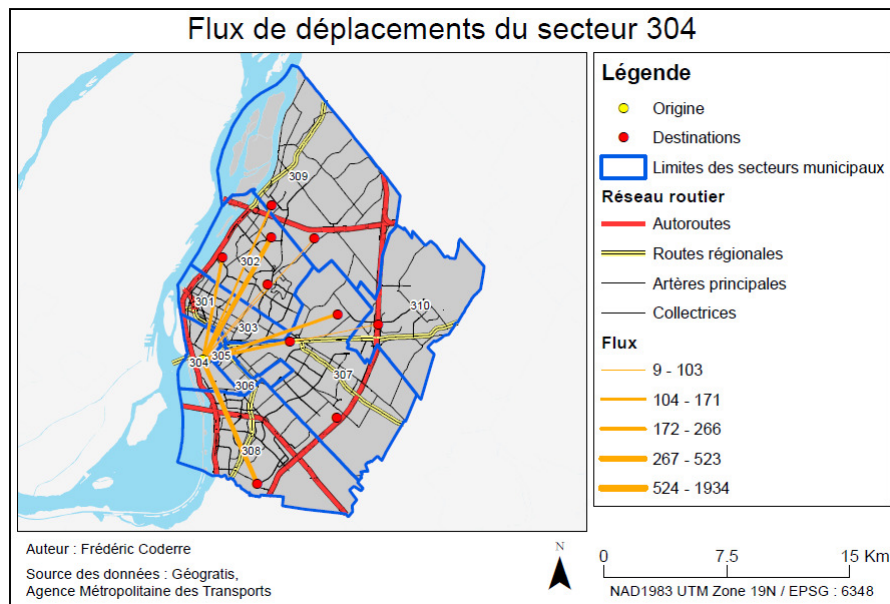 Flux de déplacements du secteur 304
309
302
301
310
303
305
304
306
307
308
Légende
Origine
Destinations
Limites des secteurs municipaux
Réseau routier
Autoroutes
Routes régionales
Artères principales
Collectrices
Flux
9 - 103
104 - 171
172 - 266
267 - 523
524 - 1934
Auteur : Frédéric Coderre
Source des données : Géogratis,
Agence Métropolitaine des Transports
N
0 7.5 15 Km
NAD1983 UTM Zone 19N / EPSG : 6348